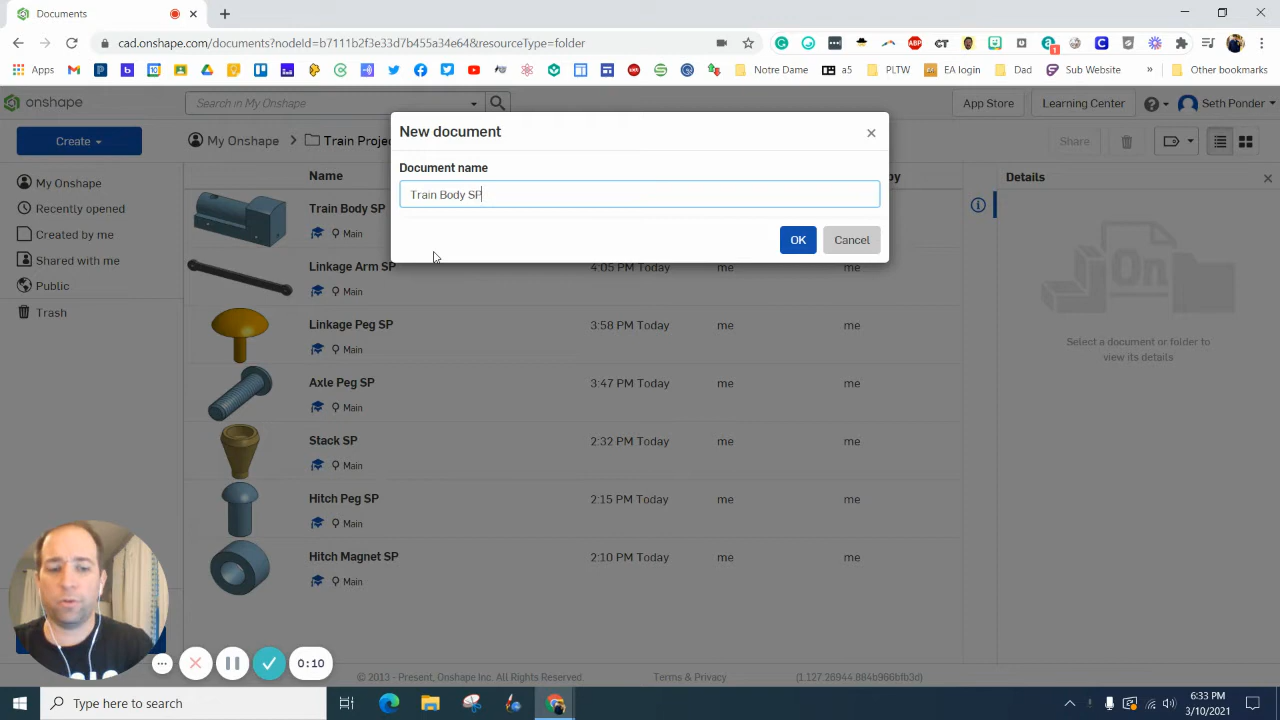 Documents
cad.onshape.com/documents?nodeId=b7111b2f3e33d7b455a34e648&resourceType=folder
Apps
Notre Dame
a5
PLTW
EA login
Dad
Sub Website
»
Other bookmarks
onshape
Search in My Onshape
App Store
Learning Center
Seth Ponder
Create
My Onshape
Train Proje
Share
My Onshape
Recently opened
Created by me
Shared with me
Public
Trash
New document
×
Document name
Train Body SP
OK
Cancel
Name
by
Details
Train Body SP
Main
Linkage Arm SP
4:05 PM Today
me
me
Main
Linkage Peg SP
3:58 PM Today
me
me
Main
Axle Peg SP
3:47 PM Today
me
me
Main
Stack SP
2:32 PM Today
me
me
Main
Hitch Peg SP
2:15 PM Today
me
me
Main
Hitch Magnet SP
2:10 PM Today
me
me
Main
On
Select a document or folder to
view its details
0:10
© 2013 - Present, Onshape Inc. All Rights Reserved.
Terms & Privacy
(1.127.28944.884b966bfb3d)
Type here to search
6:33 PM
3/10/2021